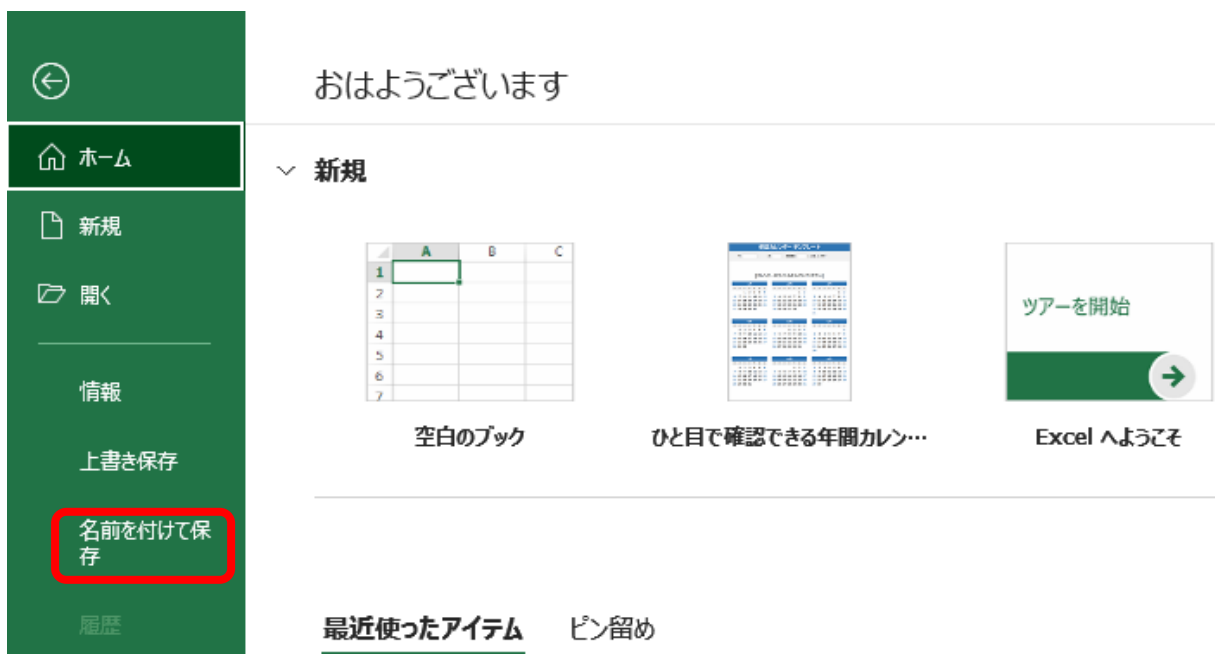 おはようございます
ホーム
新規
開く
情報
上書き保存
名前を付けて保
存
履歴
新規
A B C
1
2
3
4
5
6
7
空白のブック
ひと目で確認できる年間カレン…
ツアーを開始
Excel へようこそ
最近使ったアイテム ピン留め